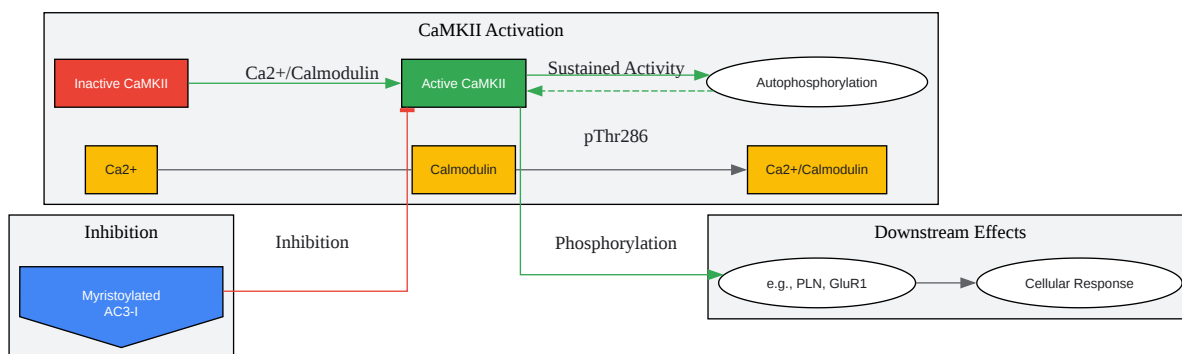 CaMKII Activation
Inactive CaMKII
Ca2+/Calmodulin
Active CaMKII
Sustained Activity
Autophosphorylation
pThr286
Ca2+
Calmodulin
Ca2+/Calmodulin
Inhibition
Myristoylated
AC3-I
Inhibition
Phosphorylation
Downstream Effects
e.g., PLN, GluR1
Cellular Response